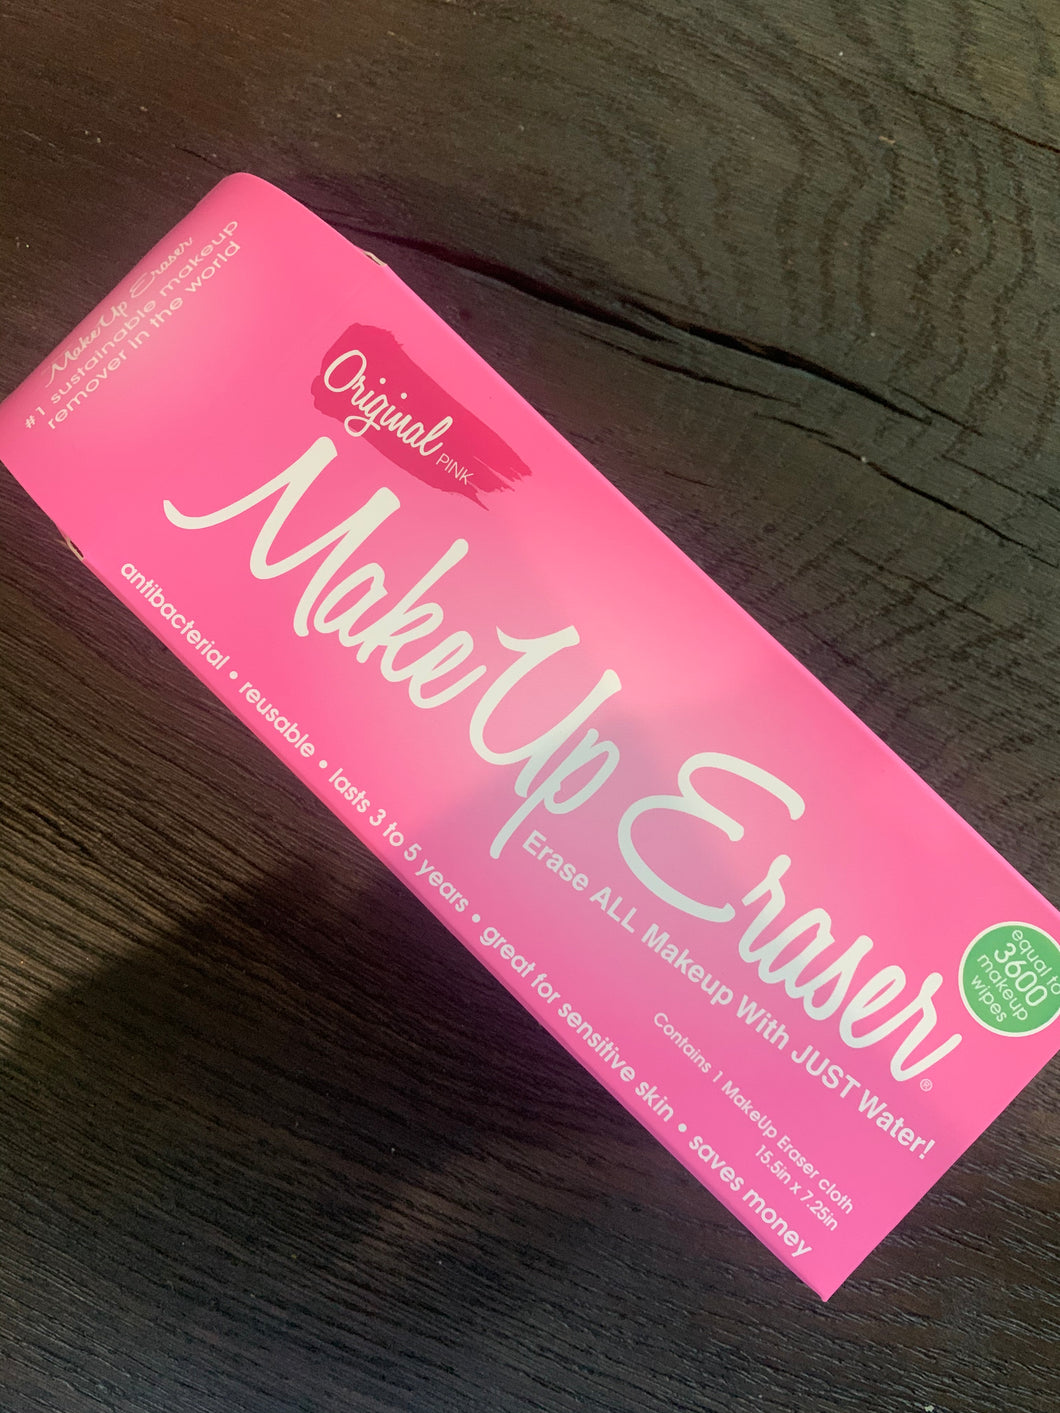 MakeUp Eraser
#1 sustainable makeup
remover in the world
Original PINK
MakeUp Eraser®
Erase ALL Makeup With JUST Water!
antibacterial • reusable • lasts 3 to 5 years • great for sensitive skin • saves money
Contains 1 MakeUp Eraser cloth
15.5in x 7.25in
equal to
3600
makeup
wipes